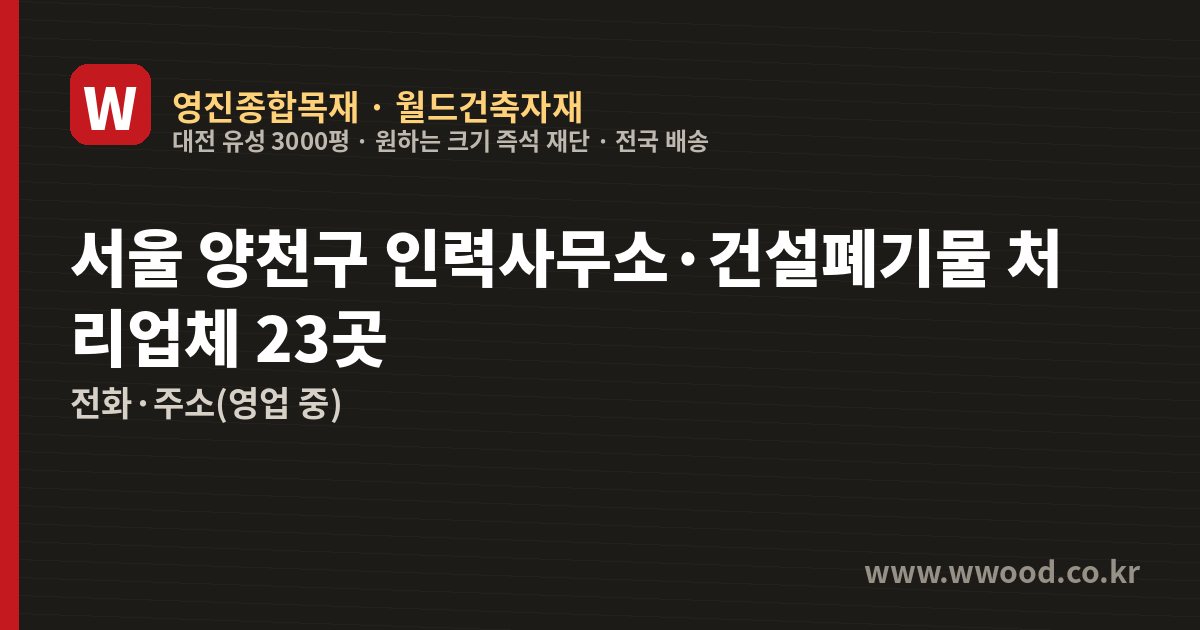 W
영진종합목재 · 월드건축자재
대전 유성 3000평 · 원하는 크기 즉석 재단 · 전국 배송
서울 양천구 인력사무소·건설폐기물 처
리업체 23곳
전화·주소(영업 중)
www.wwood.co.kr